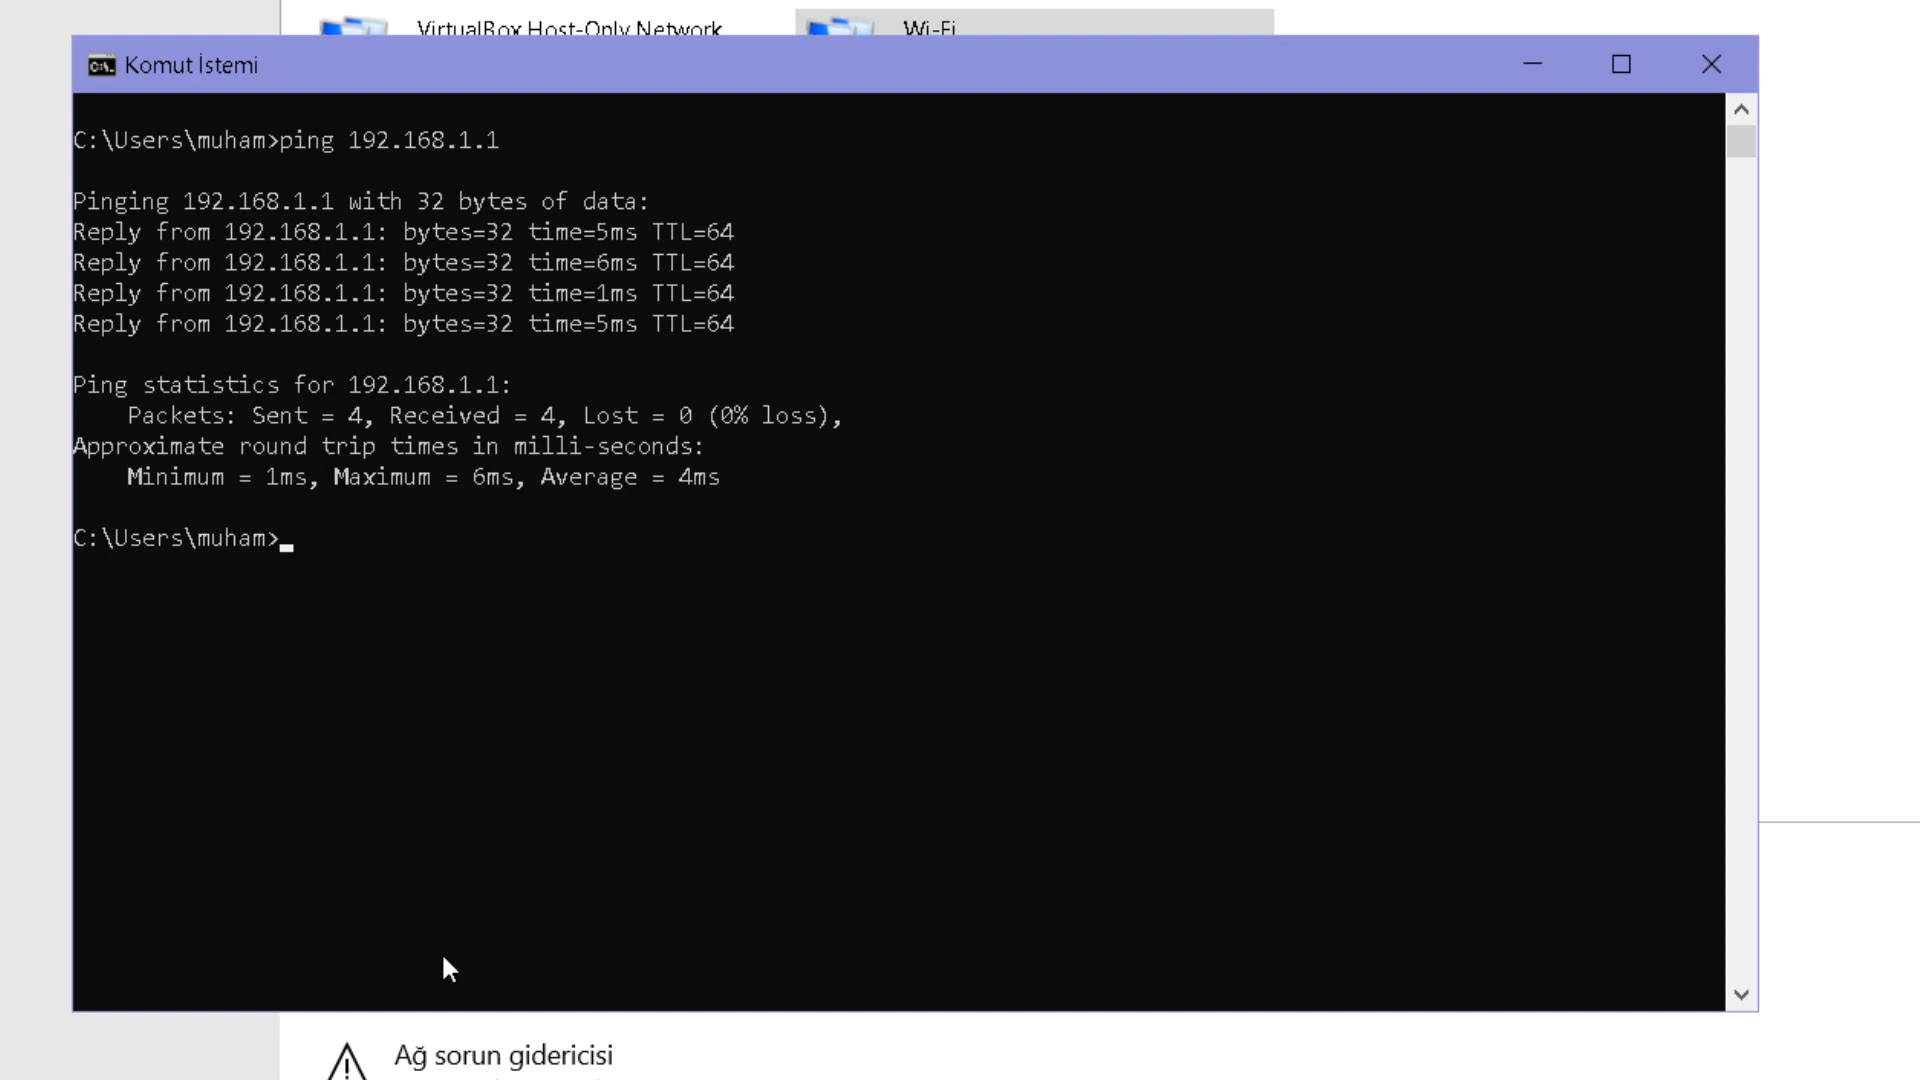 VirtualBox Host-Only Network
Wi-Fi
Komut İstemi
C:\Users\muham>ping 192.168.1.1
Pinging 192.168.1.1 with 32 bytes of data:
Reply from 192.168.1.1: bytes=32 time=5ms TTL=64
Reply from 192.168.1.1: bytes=32 time=6ms TTL=64
Reply from 192.168.1.1: bytes=32 time=1ms TTL=64
Reply from 192.168.1.1: bytes=32 time=5ms TTL=64
Ping statistics for 192.168.1.1:
    Packets: Sent = 4, Received = 4, Lost = 0 (0% loss),
Approximate round trip times in milli-seconds:
    Minimum = 1ms, Maximum = 6ms, Average = 4ms
C:\Users\muham>
Ağ sorun gidericisi